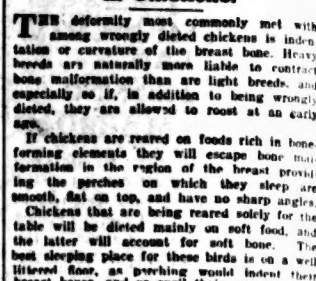 THE deformity most commonly met with
among wrongly dieted chickens is inden-
tation or curvature of the breast bone. Heavy
breeds are naturally more liable to contract
bone malformation than are light breeds, and
especially so if, in addition to being wrongly
dieted, they are allowed to roost at an early
age.
If chickens are reared on foods rich in bone-
forming elements they will escape bone mal-
formation in the region of the breast provid-
ing the perches on which they sleep are
smooth, flat on top, and have no sharp angles.
Chickens that are being reared solely for the
table will be dieted mainly on soft food, and
the latter will account for soft bone. The
best sleeping place for these birds is on a well
littered floor, as perching would indent their